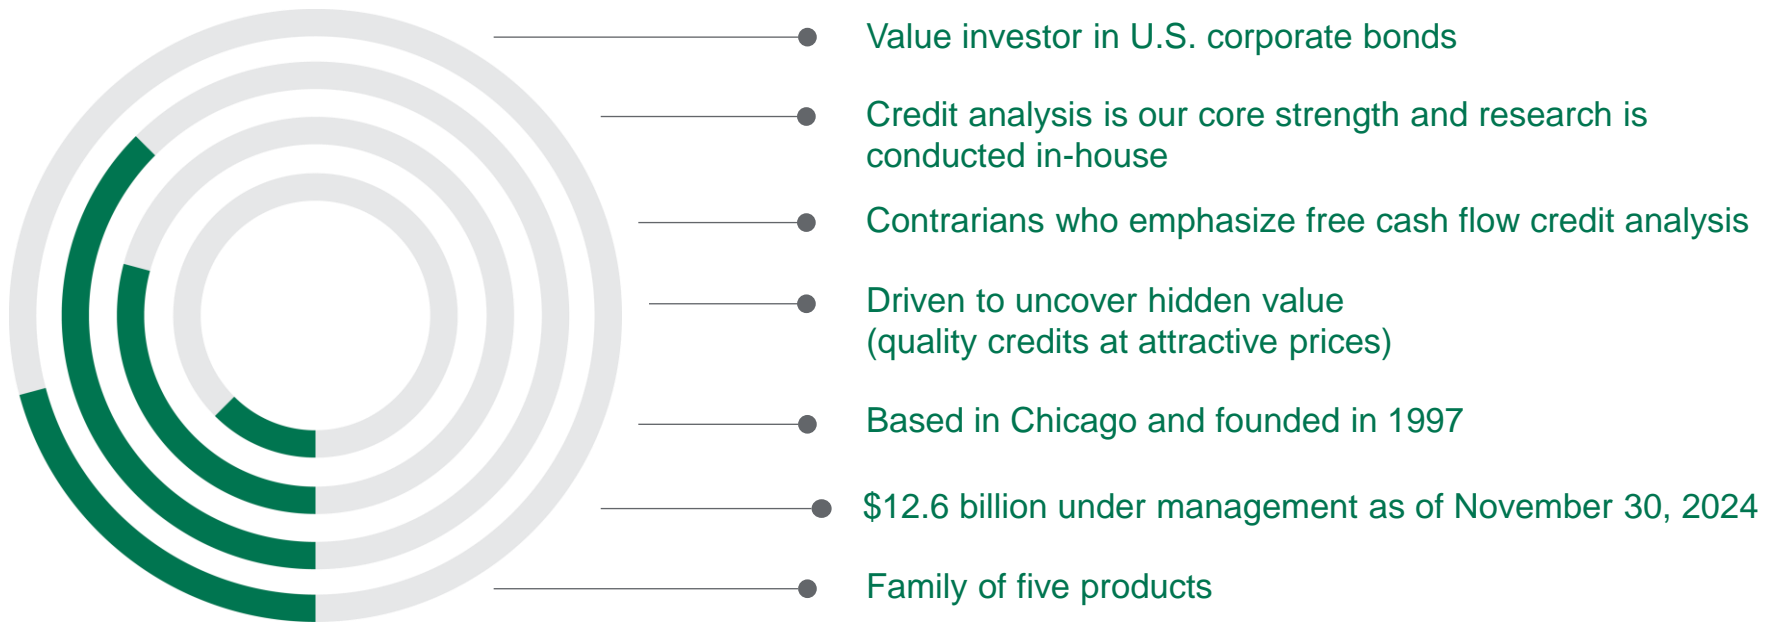 Value investor in U.S. corporate bonds
Credit analysis is our core strength and research is
conducted in-house
Contrarians who emphasize free cash flow credit analysis
Driven to uncover hidden value
(quality credits at attractive prices)
Based in Chicago and founded in 1997
$12.6 billion under management as of November 30, 2024
Family of five products